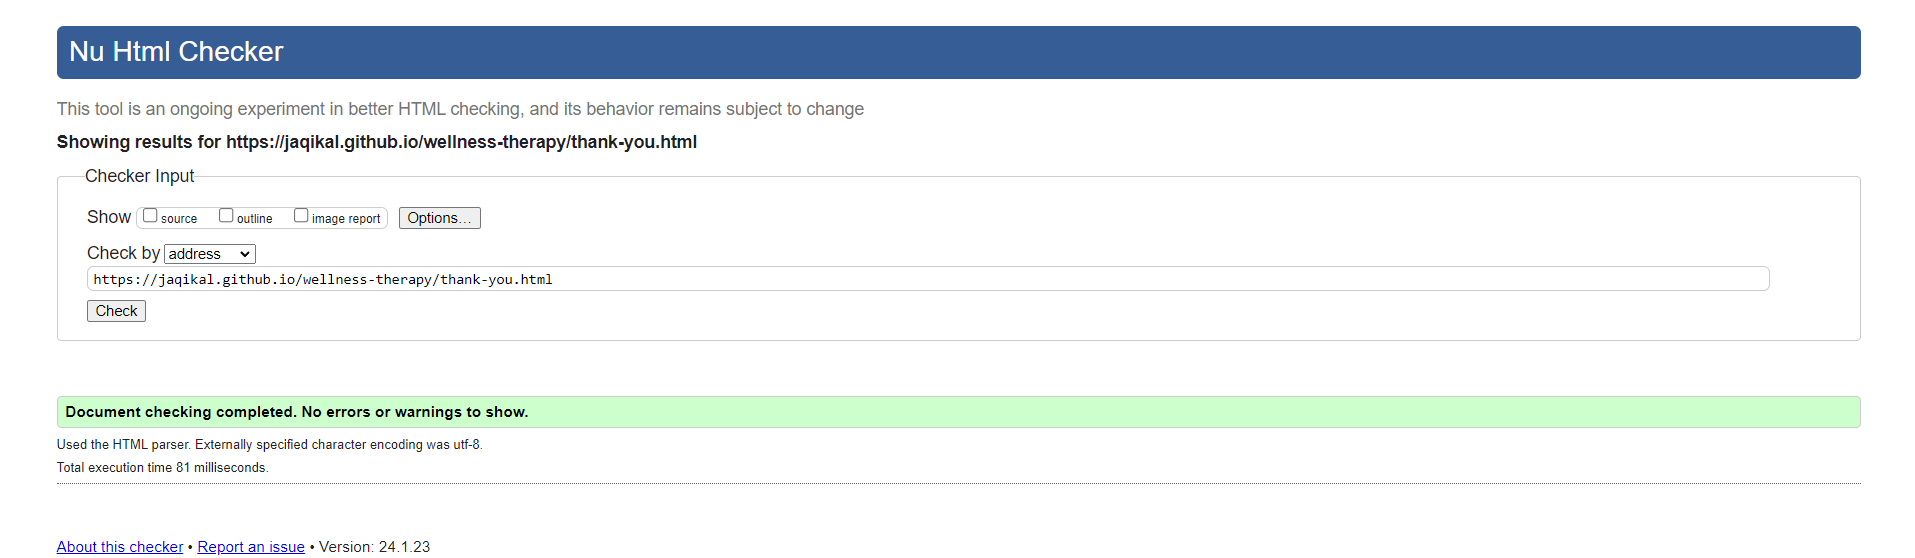 Nu Html Checker
This tool is an ongoing experiment in better HTML checking, and its behavior remains subject to change
Showing results for https://jaqikal.github.io/wellness-therapy/thank-you.html
Checker Input
Show source outline image report Options...
Check by address
https://jaqikal.github.io/wellness-therapy/thank-you.html
Check
Document checking completed. No errors or warnings to show.
Used the HTML parser. Externally specified character encoding was utf-8.
Total execution time 81 milliseconds.
About this checker • Report an issue • Version: 24.1.23